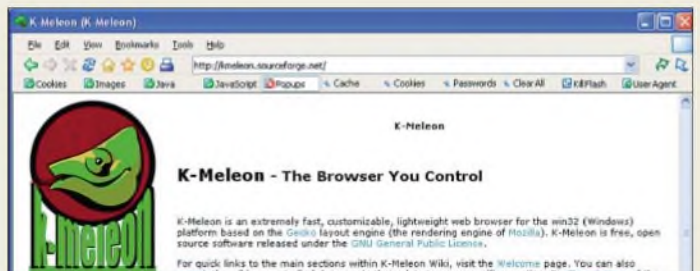 K-Meleon (K-Meleon)
File Edit View Bookmarks Tools Help
http://kmeleon.sourceforge.net/
Cookies Images Java JavaScript Popups Cache Cookies Passwords Clear All KillFlash User Agent
K-Meleon
K-Meleon - The Browser You Control
k-meleon
K-Meleon is an extremely fast, customizable, lightweight web browser for the win32 (Windows)
platform based on the Gecko layout engine (the rendering engine of Mozilla). K-Meleon is free, open
source software released under the GNU General Public License.
For quick links to the main sections within K-Meleon Wiki, visit the Welcome page. You can also